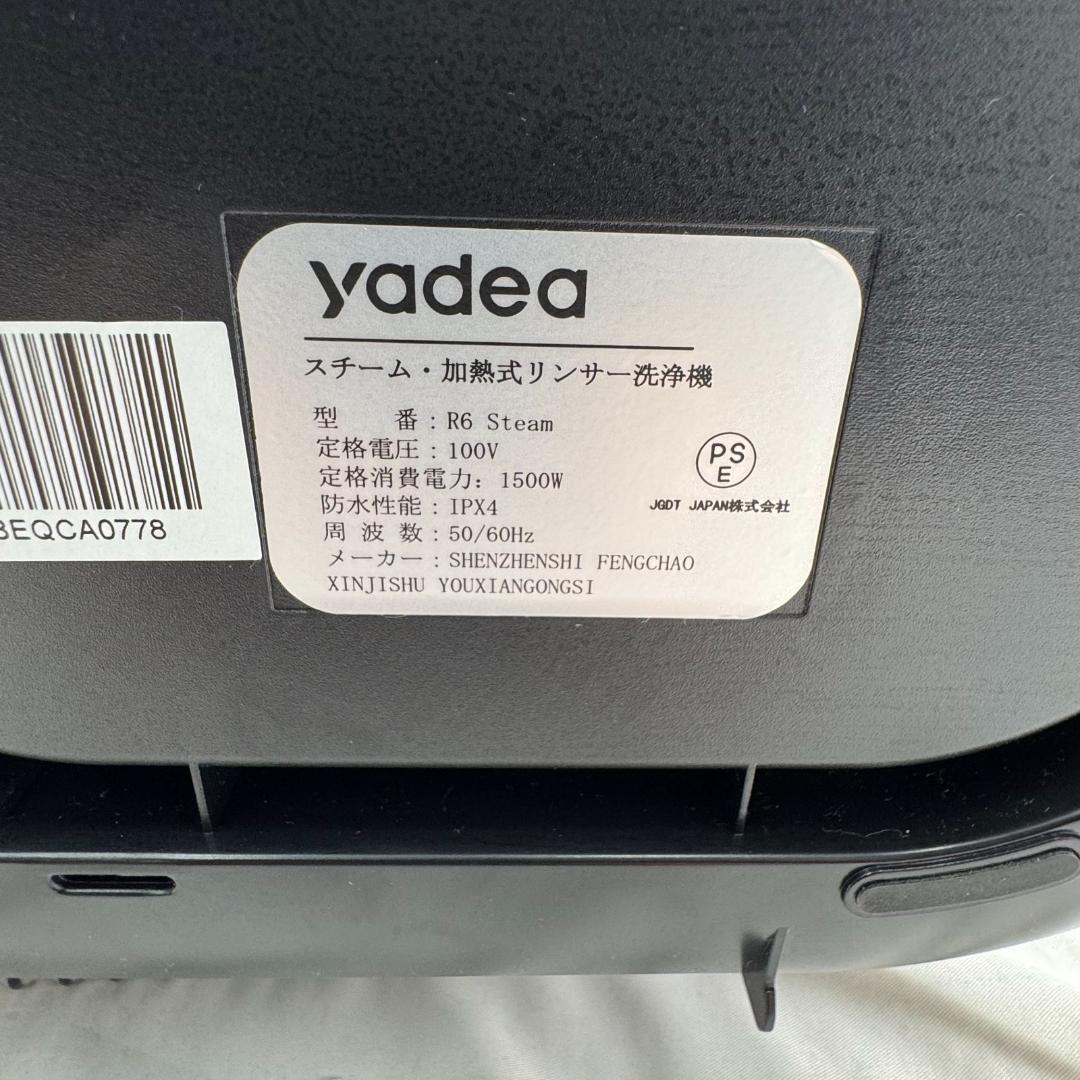 yadea
スチーム・加熱式リンサー洗浄機
型　　番：R6 Steam
定格電圧：100V
定格消費電力：1500W
防水性能：IPX4
周 波 数：50/60Hz
メーカー：SHENZHENSHI FENGCHAO
XINJISHU YOUXIANGONGSI
PS
E
JGDT JAPAN株式会社
BEQCA0778